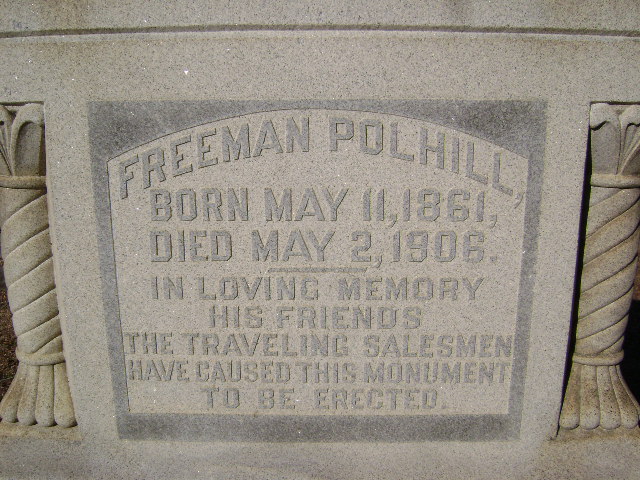 FREEMAN POLHILL,
BORN MAY 11, 1861,
DIED MAY 2, 1906.
IN LOVING MEMORY
HIS FRIENDS
THE TRAVELING SALESMEN
HAVE CAUSED THIS MONUMENT
TO BE ERECTED.